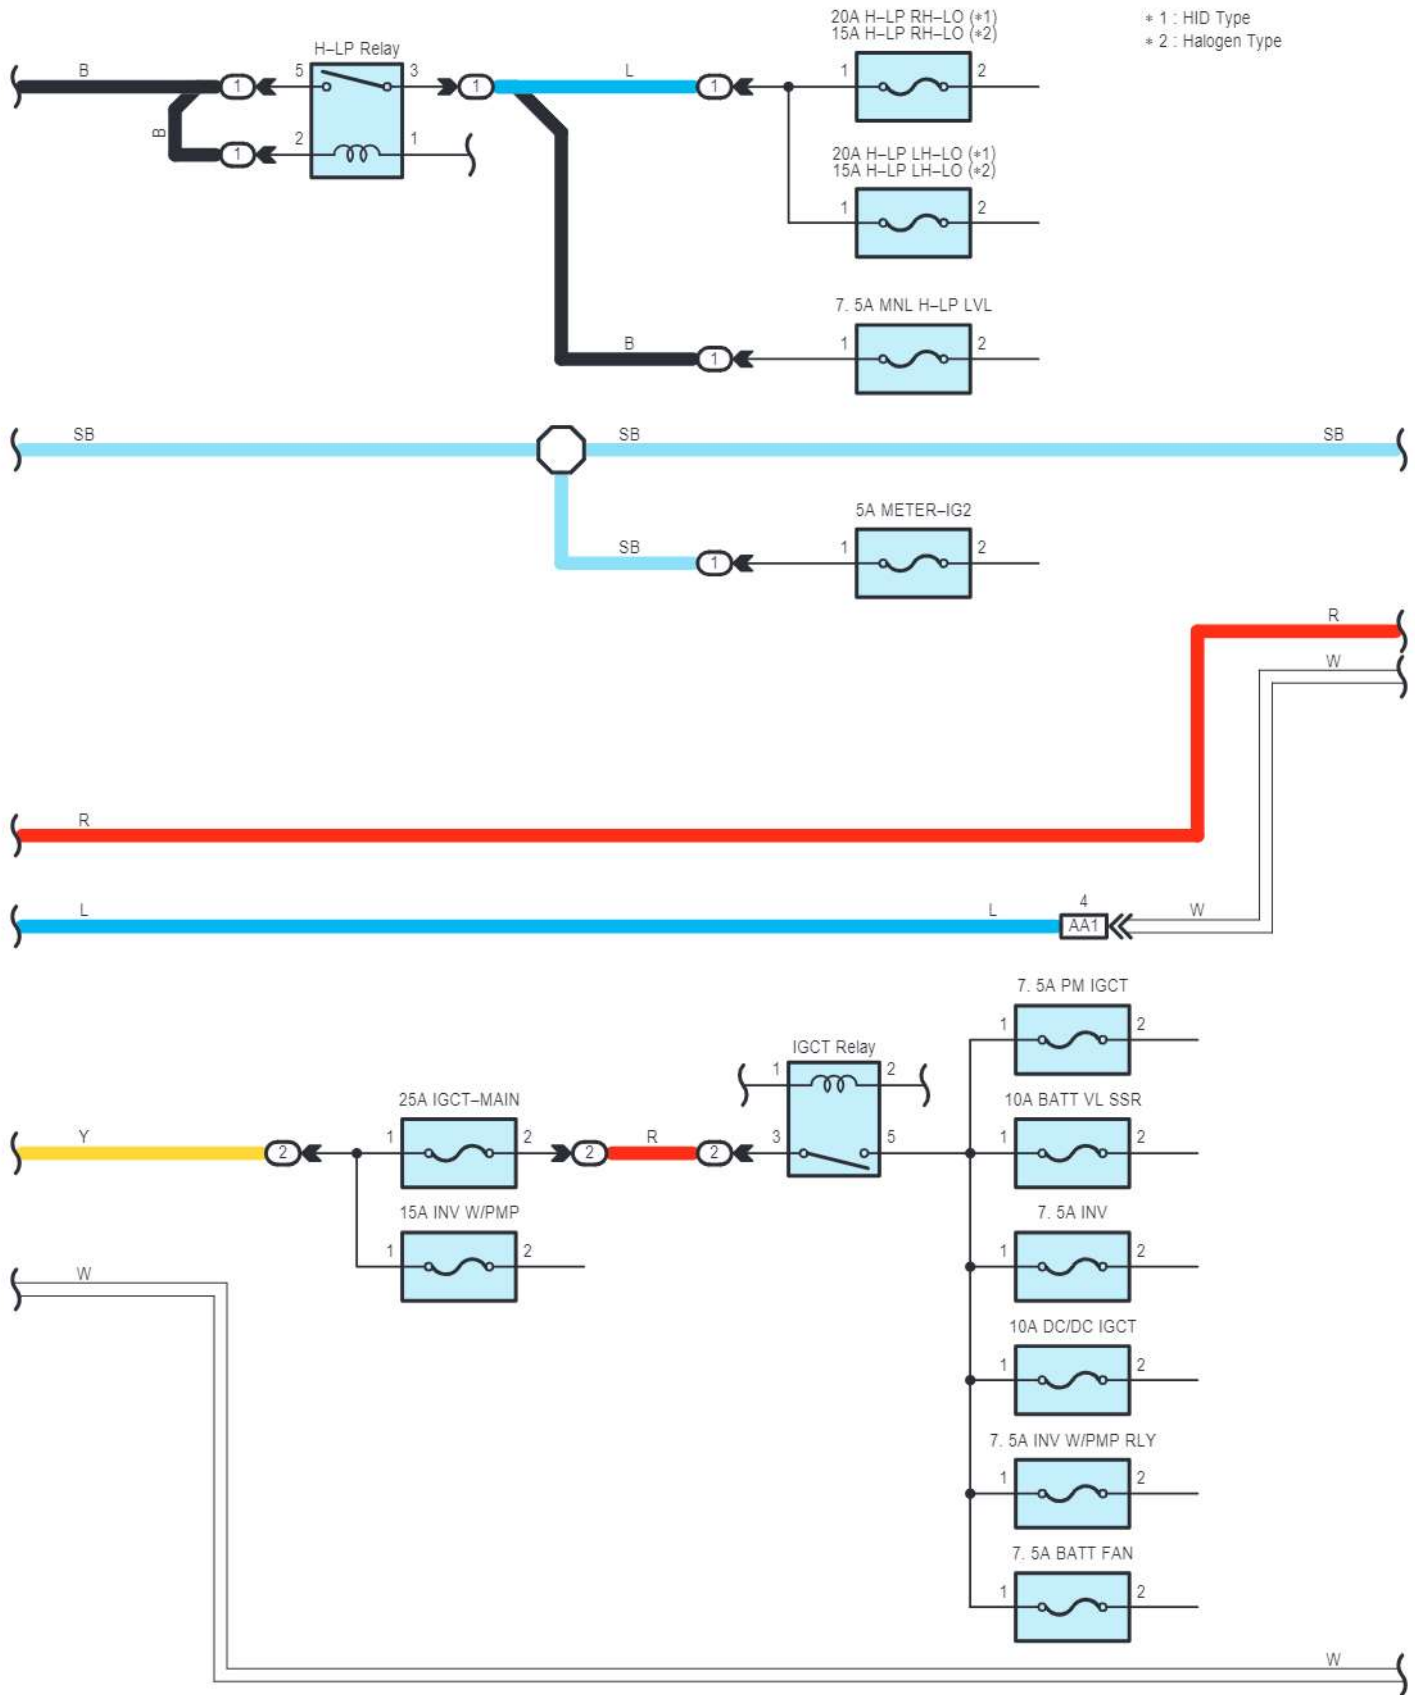 20A H–LP RH–LO (∗1)
15A H–LP RH–LO (∗2)
∗ 1 : HID Type
∗ 2 : Halogen Type
H–LP Relay
B
1
5
3
1
L
1
1
2
B
1
2
1
20A H–LP LH–LO (∗1)
15A H–LP LH–LO (∗2)
1
2
7. 5A MNL H–LP LVL
B
1
1
2
SB
SB
SB
5A METER–IG2
SB
1
1
2
R
W
R
L
L
4
AA1
W
7. 5A PM IGCT
1
2
IGCT Relay
1
2
25A IGCT–MAIN
10A BATT VL SSR
Y
2
1
2
2
R
2
3
5
1
2
15A INV W/PMP
1
2
7. 5A INV
1
2
W
10A DC/DC IGCT
1
2
7. 5A INV W/PMP RLY
1
2
7. 5A BATT FAN
1
2
W